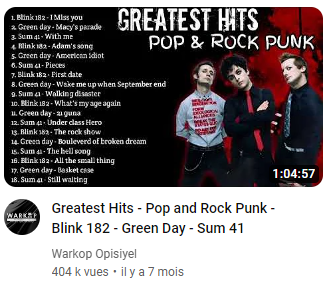 GREATEST HITS
POP & ROCK PUNK
1. Blink 182 - I Miss you
2. Green day - Macy's parade
3. Sum 41 - With me
4. Blink 182 - Adam's song
5. Green day - American idiot
6. Sum 41 - Pieces
7. Blink 182 - First date
8. Green day - Wake me up when September end
9. Sum 41 - Walking disaster
10. Blink 182 - What's my age again
11. Green day - 21 guna
12. Sum 41 - Under class Hero
13. Blink 182 - The rock show
14. Green day - Bouleverd of broken dream
15. Sum 41 - The hell song
16. Blink 182 - All the small thing
17. Green day - Basket case
18. Sum 41 - Still waiting
1:04:57
WARKOP
Greatest Hits - Pop and Rock Punk -
Blink 182 - Green Day - Sum 41
Warkop Opisiyel
404 k vues • il y a 7 mois